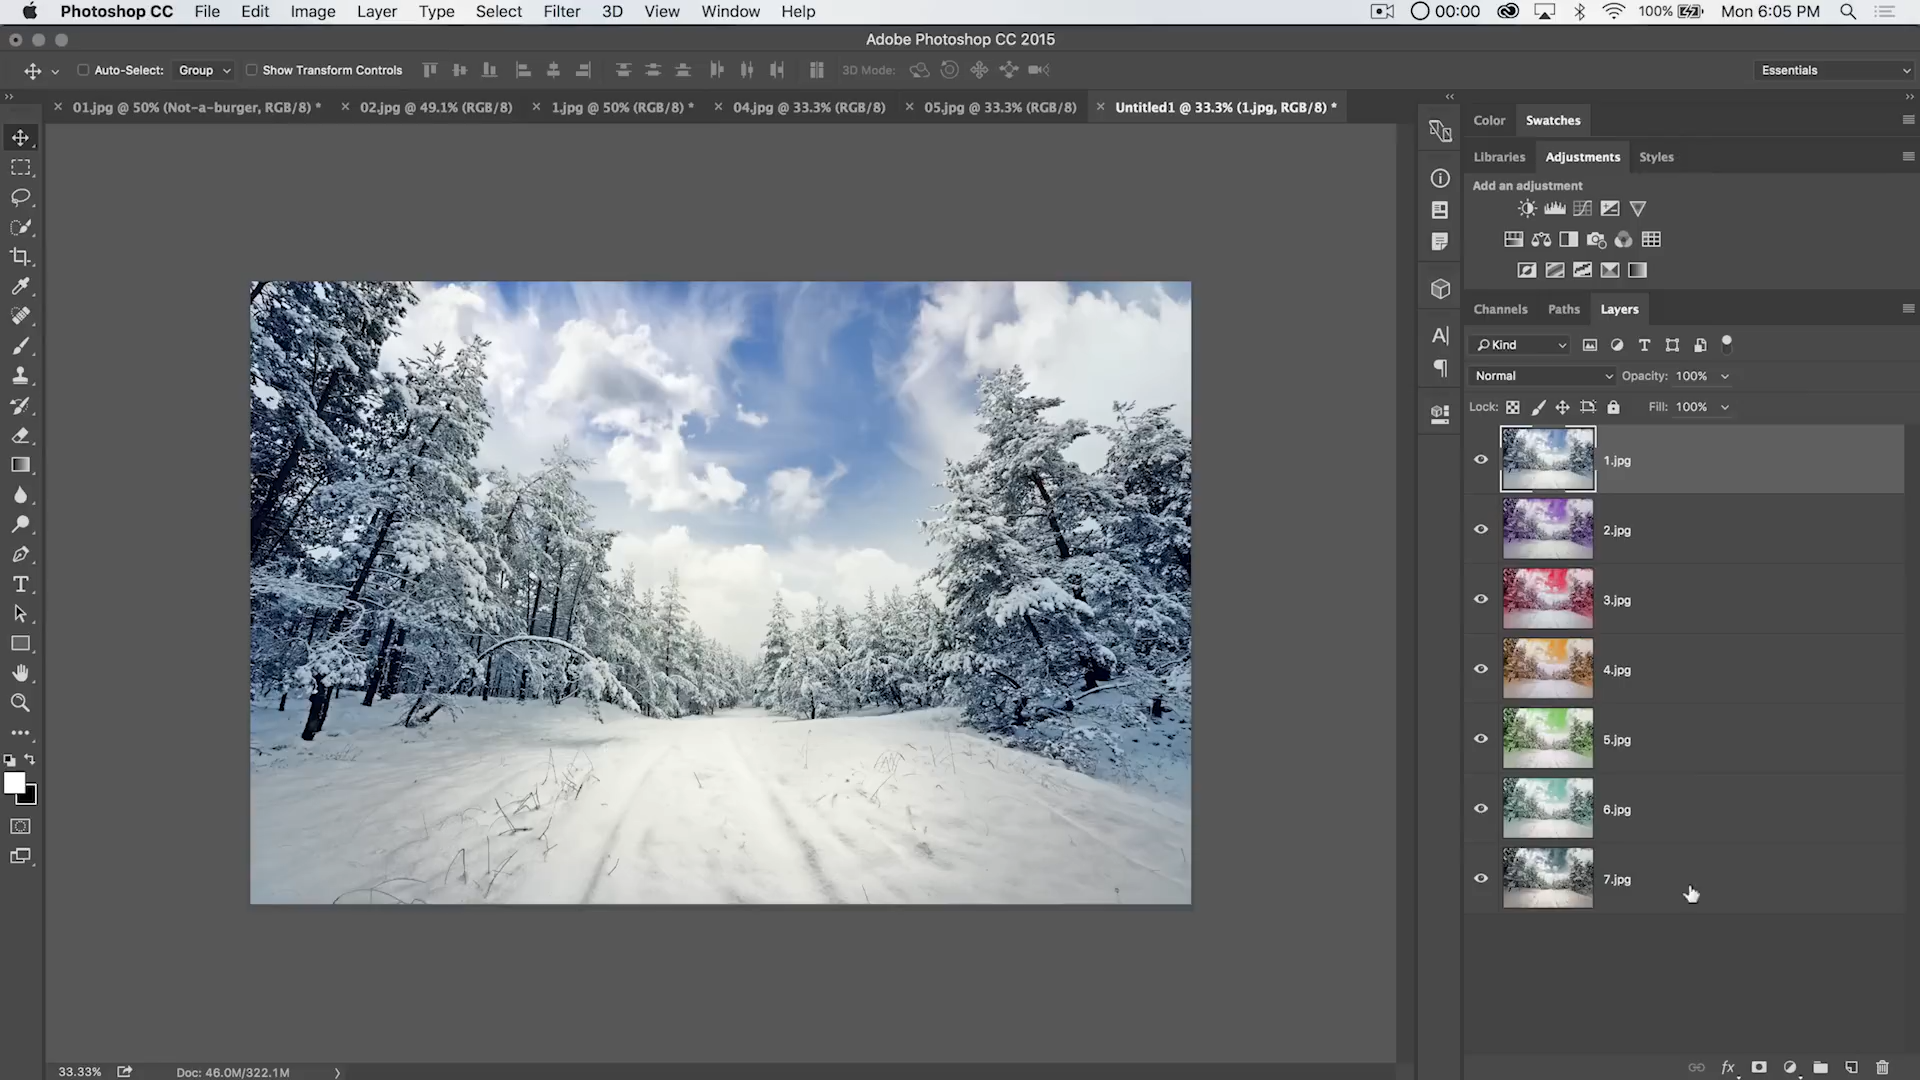 Photoshop CC File Edit Image Layer Type Select Filter 3D View Window Help 00:00 100% Mon 6:05 PM
Adobe Photoshop CC 2015
Auto-Select: Group Show Transform Controls 3D Mode: Essentials
01.jpg @ 50% (Not-a-burger, RGB/8) * 02.jpg @ 49.1% (RGB/8) 1.jpg @ 50% (RGB/8) * 04.jpg @ 33.3% (RGB/8) 05.jpg @ 33.3% (RGB/8) Untitled1 @ 33.3% (1.jpg, RGB/8) *
Color Swatches
Libraries Adjustments Styles
Add an adjustment
Channels Paths Layers
Kind
Normal Opacity: 100%
Lock: Fill: 100%
1.jpg
2.jpg
3.jpg
4.jpg
5.jpg
6.jpg
7.jpg
33.33% Doc: 46.0M/322.1M